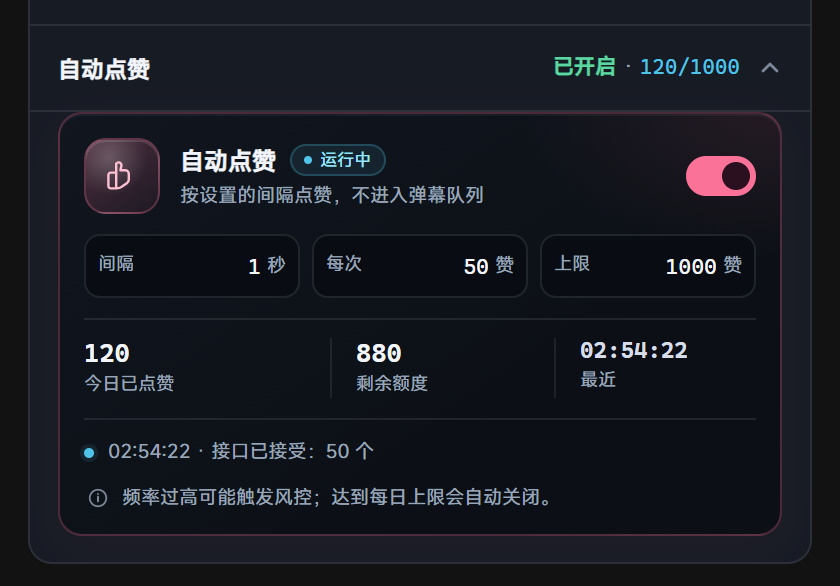 自动点赞
已开启 · 120/1000
自动点赞
运行中
按设置的间隔点赞，不进入弹幕队列
间隔 1 秒
每次 50 赞
上限 1000 赞
120
今日已点赞
880
剩余额度
02:54:22
最近
02:54:22 · 接口已接受：50 个
频率过高可能触发风控；达到每日上限会自动关闭。